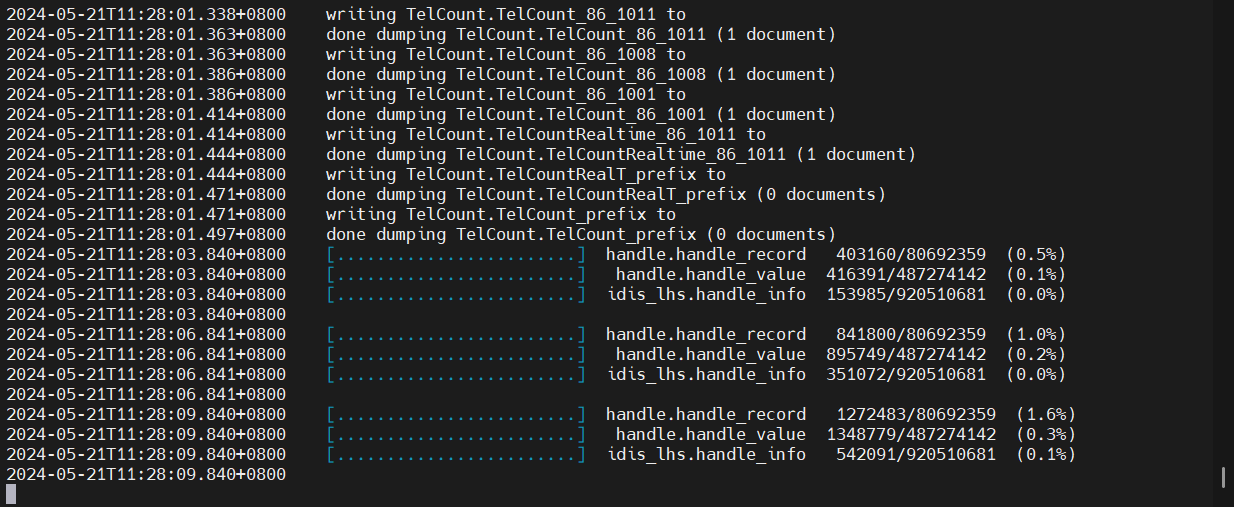 2024-05-21T11:28:01.338+0800    writing TelCount.TelCount_86_1011 to
2024-05-21T11:28:01.363+0800    done dumping TelCount.TelCount_86_1011 (1 document)
2024-05-21T11:28:01.363+0800    writing TelCount.TelCount_86_1008 to
2024-05-21T11:28:01.386+0800    done dumping TelCount.TelCount_86_1008 (1 document)
2024-05-21T11:28:01.386+0800    writing TelCount.TelCount_86_1001 to
2024-05-21T11:28:01.414+0800    done dumping TelCount.TelCount_86_1001 (1 document)
2024-05-21T11:28:01.414+0800    writing TelCount.TelCountRealtime_86_1011 to
2024-05-21T11:28:01.444+0800    done dumping TelCount.TelCountRealtime_86_1011 (1 document)
2024-05-21T11:28:01.444+0800    writing TelCount.TelCountRealT_prefix to
2024-05-21T11:28:01.471+0800    done dumping TelCount.TelCountRealT_prefix (0 documents)
2024-05-21T11:28:01.471+0800    writing TelCount.TelCount_prefix to
2024-05-21T11:28:01.497+0800    done dumping TelCount.TelCount_prefix (0 documents)
2024-05-21T11:28:03.840+0800    [........................]  handle.handle_record   403160/80692359  (0.5%)
2024-05-21T11:28:03.840+0800    [........................]   handle.handle_value  416391/487274142  (0.1%)
2024-05-21T11:28:03.840+0800    [........................]  idis_lhs.handle_info  153985/920510681  (0.0%)
2024-05-21T11:28:03.840+0800
2024-05-21T11:28:06.841+0800    [........................]  handle.handle_record   841800/80692359  (1.0%)
2024-05-21T11:28:06.841+0800    [........................]   handle.handle_value  895749/487274142  (0.2%)
2024-05-21T11:28:06.841+0800    [........................]  idis_lhs.handle_info  351072/920510681  (0.0%)
2024-05-21T11:28:06.841+0800
2024-05-21T11:28:09.840+0800    [........................]  handle.handle_record   1272483/80692359  (1.6%)
2024-05-21T11:28:09.840+0800    [........................]   handle.handle_value  1348779/487274142  (0.3%)
2024-05-21T11:28:09.840+0800    [........................]  idis_lhs.handle_info  542091/920510681  (0.1%)
2024-05-21T11:28:09.840+0800